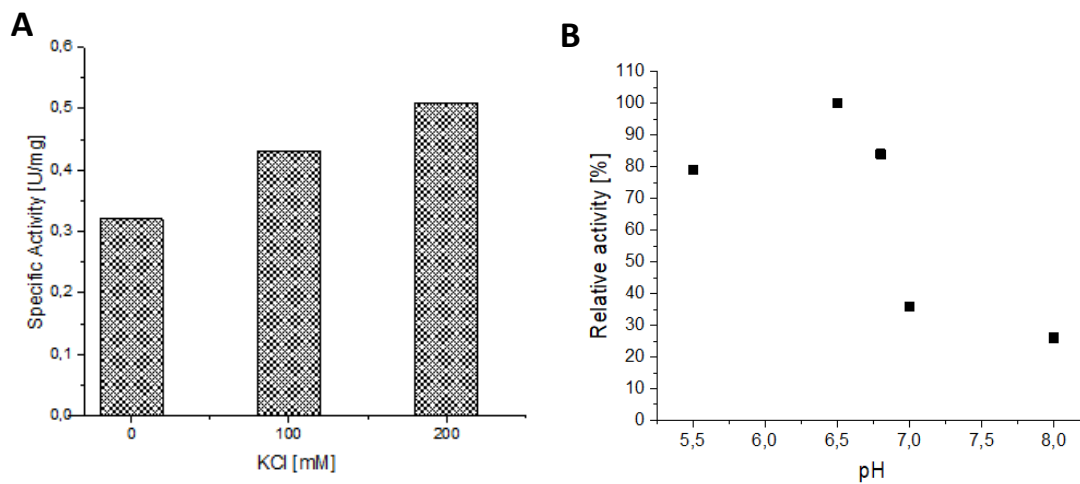 A
Specific Activity [U/mg]
0,6
0,5
0,4
0,3
0,2
0,1
0,0
0 100 200
KCl [mM]
B
Relative activity [%]
110
100
90
80
70
60
50
40
30
20
10
0
5,5 6,0 6,5 7,0 7,5 8,0
pH